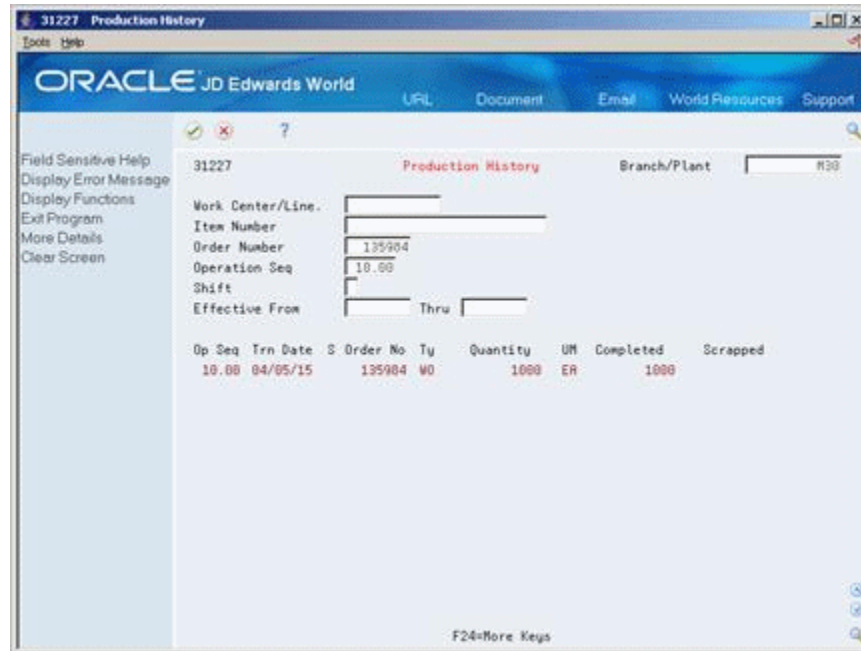 31227 Production History
Tools Help
ORACLE JD Edwards World
URL Document Email World Resources Support
?
Field Sensitive Help
Display Error Message
Display Functions
Exit Program
More Details
Clear Screen
31227 Production History Branch/Plant M30
Work Center/Line.
Item Number
Order Number 135984
Operation Seq 10.00
Shift
Effective From Thru
Op Seq Trn Date S Order No Ty Quantity UM Completed Scrapped
10.00 04/05/15 135984 WO 1000 EA 1000
F24=More Keys